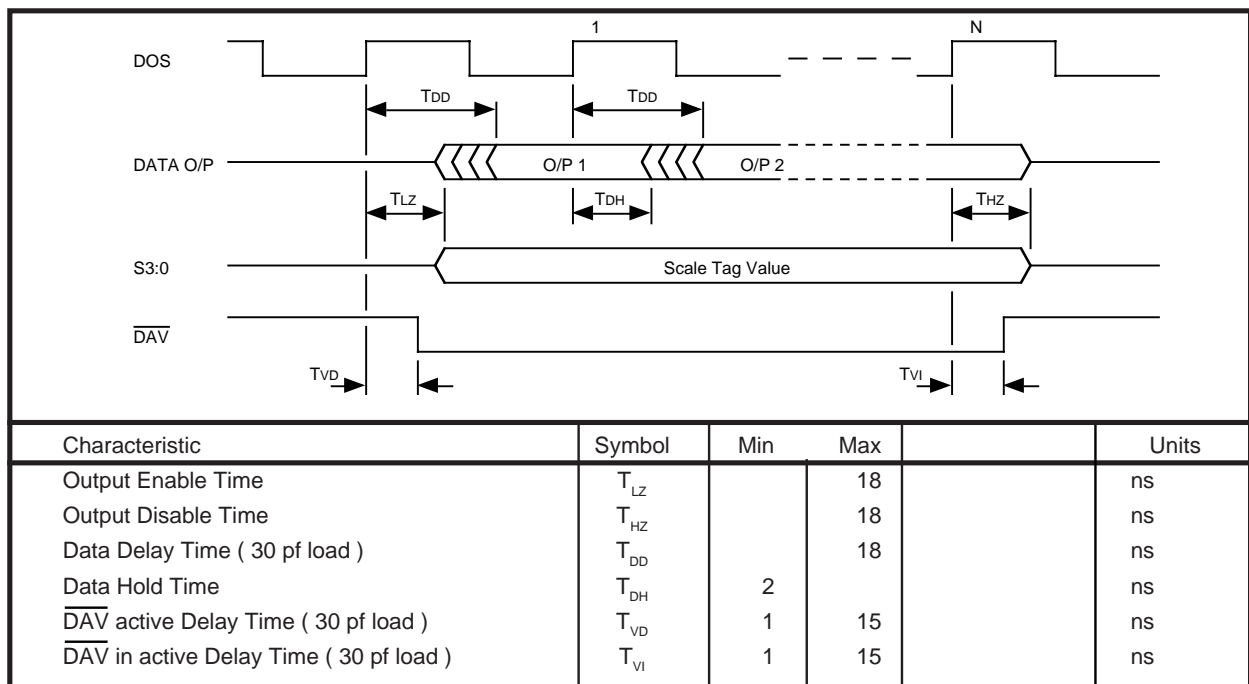 1 N
DOS
TDD TDD
DATA O/P O/P 1 O/P 2
TLZ TDH THZ
S3:0 Scale Tag Value
DAV
TVD TVI
Characteristic Symbol Min Max Units
Output Enable Time TLZ 18 ns
Output Disable Time THZ 18 ns
Data Delay Time ( 30 pf load ) TDD 18 ns
Data Hold Time TDH 2 ns
DAV active Delay Time ( 30 pf load ) TVD 1 15 ns
DAV in active Delay Time ( 30 pf load ) TVI 1 15 ns